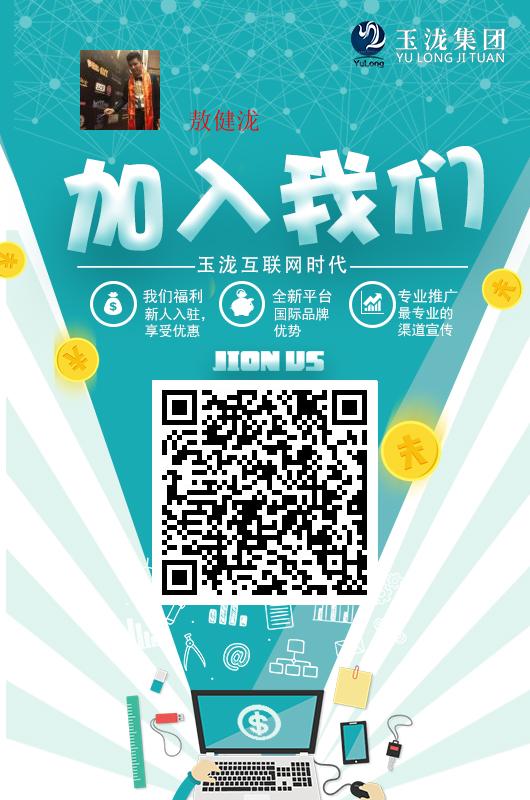 玉泷集团
YuLong
YU LONG JI TUAN
敖健泷
加入我们
玉泷互联网时代
我们福利
新人入驻，
享受优惠
全新平台
国际品牌
优势
专业推广
最专业的
渠道宣传
JION US